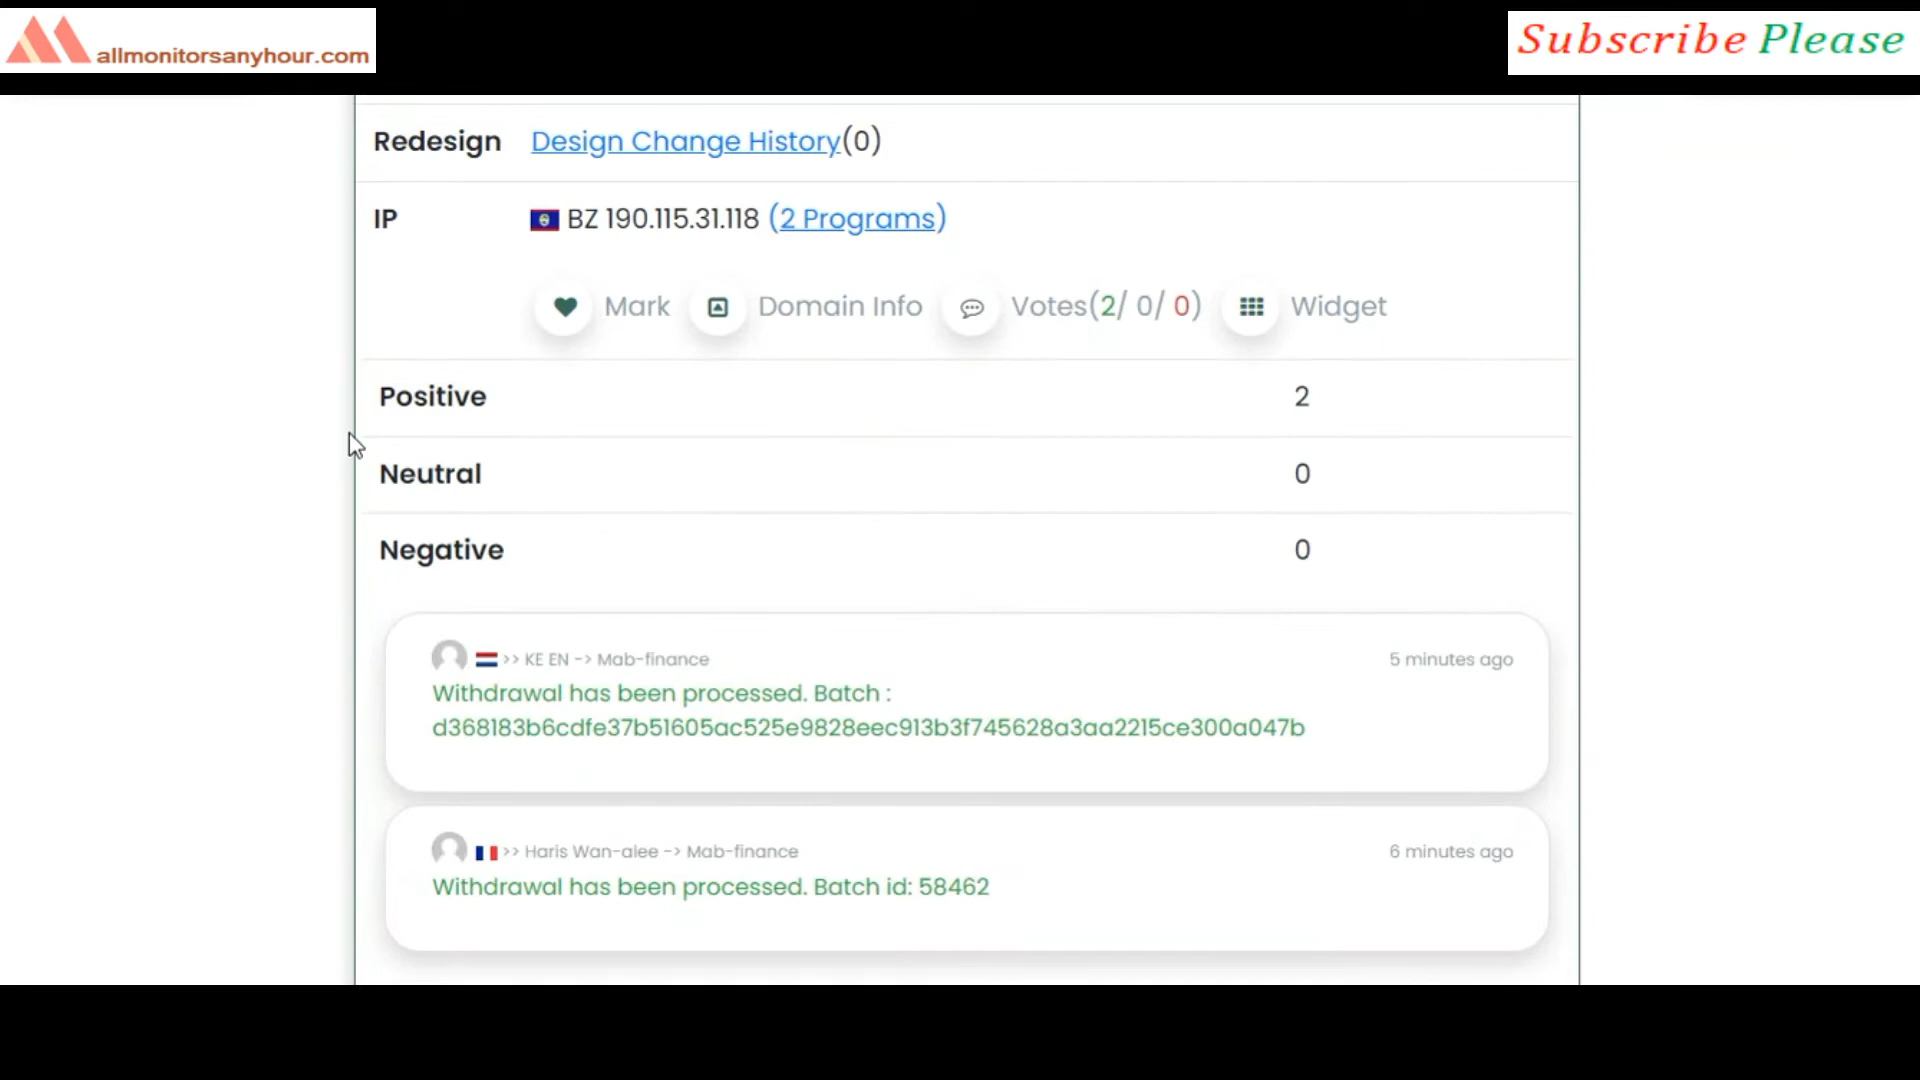 allmonitorsanyhour.com
Subscribe Please
Redesign Design Change History(0)
IP BZ 190.115.31.118 (2 Programs)
Mark Domain Info Votes(2/ 0/ 0) Widget
Positive 2
Neutral 0
Negative 0
>> KE EN -> Mab-finance 5 minutes ago
Withdrawal has been processed. Batch :
d368183b6cdfe37b51605ac525e9828eec913b3f745628a3aa2215ce300a047b
>> Haris Wan-alee -> Mab-finance 6 minutes ago
Withdrawal has been processed. Batch id: 58462